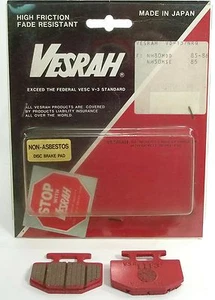 HIGH FRICTION
FADE RESISTANT
MADE IN JAPAN
VESRAH
EXCEED THE FEDERAL VESC V-3 STANDARD
ALL VESRAH PRODUCTS ARE COVERED
BY PRODUCTS LIABILITY INSURANCE
ALL OVER THE WORLD
NON-ASBESTOS
DISC BRAKE PAD
STOP
VESRAH